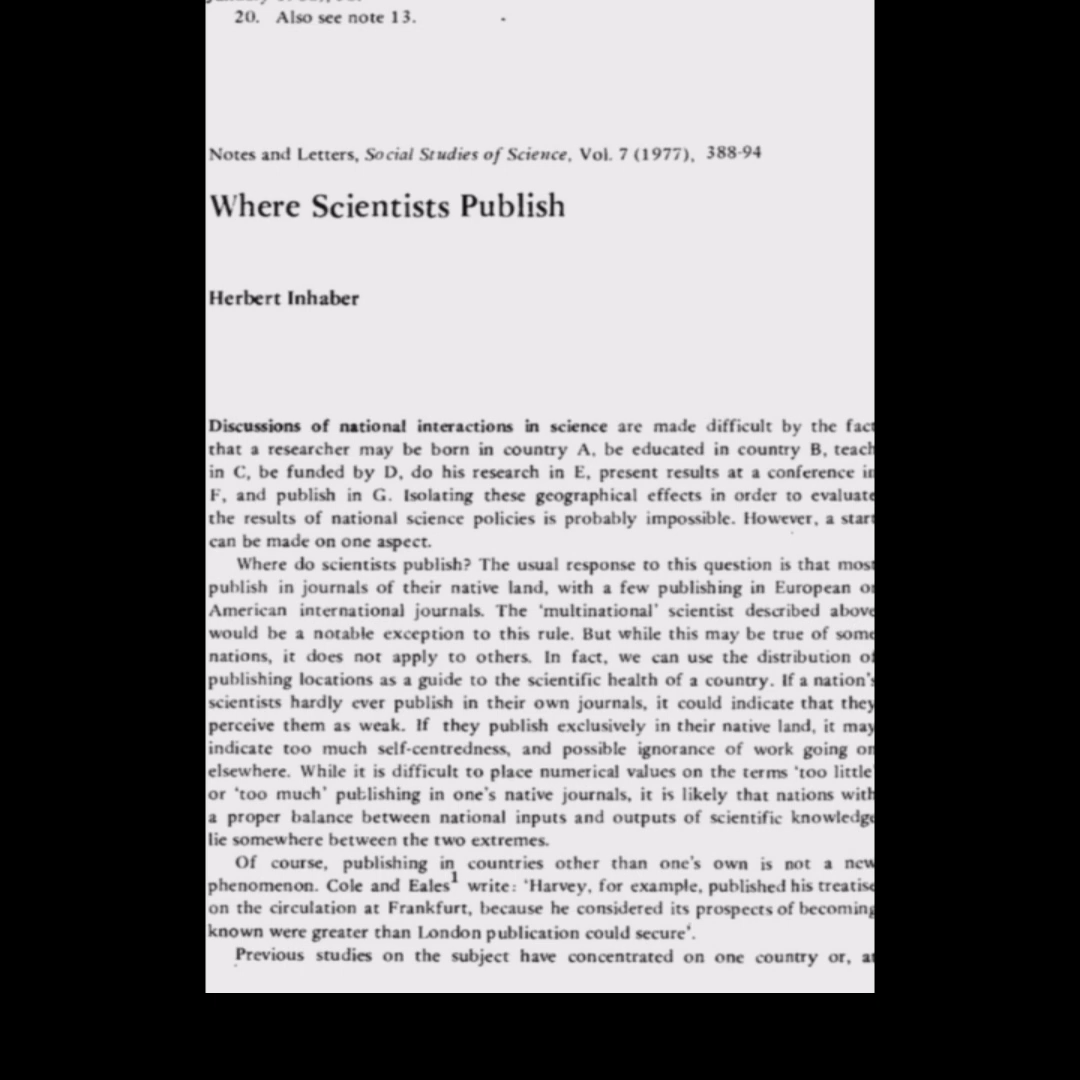 20. Also see note 13.
Notes and Letters, Social Studies of Science, Vol. 7 (1977), 388-94
Where Scientists Publish
Herbert Inhaber
Discussions of national interactions in science are made difficult by the fact
that a researcher may be born in country A, be educated in country B, teach
in C, be funded by D, do his research in E, present results at a conference in
F, and publish in G. Isolating these geographical effects in order to evaluate
the results of national science policies is probably impossible. However, a start
can be made on one aspect.
Where do scientists publish? The usual response to this question is that most
publish in journals of their native land, with a few publishing in European or
American international journals. The ‘multinational’ scientist described above
would be a notable exception to this rule. But while this may be true of some
nations, it does not apply to others. In fact, we can use the distribution of
publishing locations as a guide to the scientific health of a country. If a nation’s
scientists hardly ever publish in their own journals, it could indicate that they
perceive them as weak. If they publish exclusively in their native land, it may
indicate too much self-centredness, and possible ignorance of work going on
elsewhere. While it is difficult to place numerical values on the terms ‘too little’
or ‘too much’ publishing in one’s native journals, it is likely that nations with
a proper balance between national inputs and outputs of scientific knowledge
lie somewhere between the two extremes.
Of course, publishing in countries other than one’s own is not a new
phenomenon. Cole and Eales1 write: ‘Harvey, for example, published his treatise
on the circulation at Frankfurt, because he considered its prospects of becoming
known were greater than London publication could secure’.
Previous studies on the subject have concentrated on one country or, at